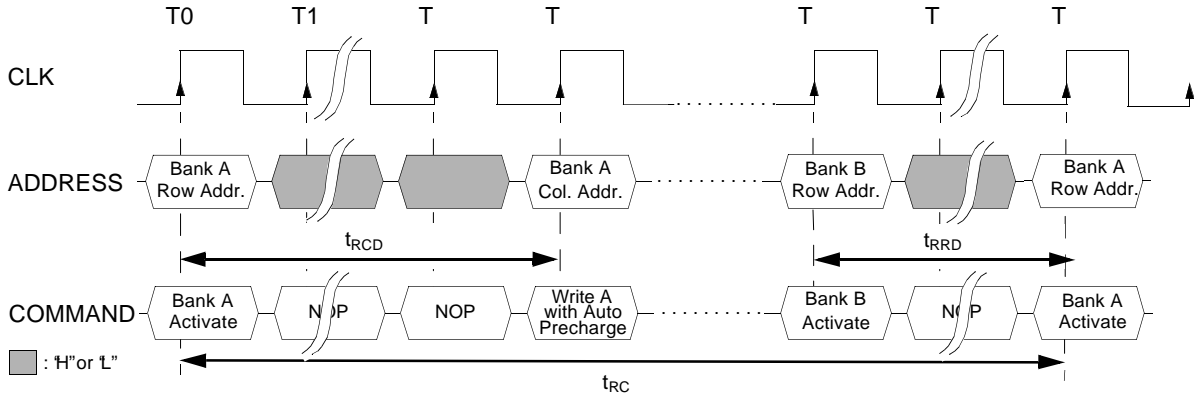 T0 T1 T T T T T
CLK
ADDRESS
Bank A
Row Addr.
Bank A
Col. Addr.
Bank B
Row Addr.
Bank A
Row Addr.
tRCD
tRRD
COMMAND
Bank A
Activate
NOP
NOP
Write A
with Auto
Precharge
Bank B
Activate
NOP
Bank A
Activate
: “H” or “L”
tRC